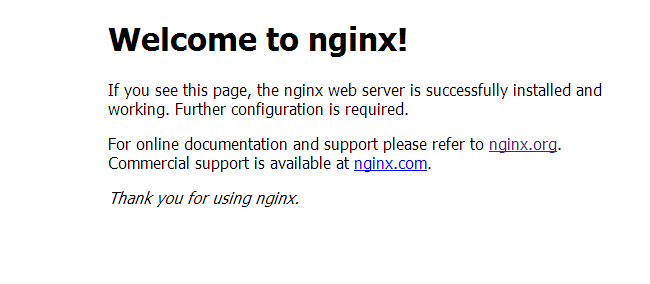 Welcome to nginx!
If you see this page, the nginx web server is successfully installed and
working. Further configuration is required.
For online documentation and support please refer to nginx.org.
Commercial support is available at nginx.com.
Thank you for using nginx.